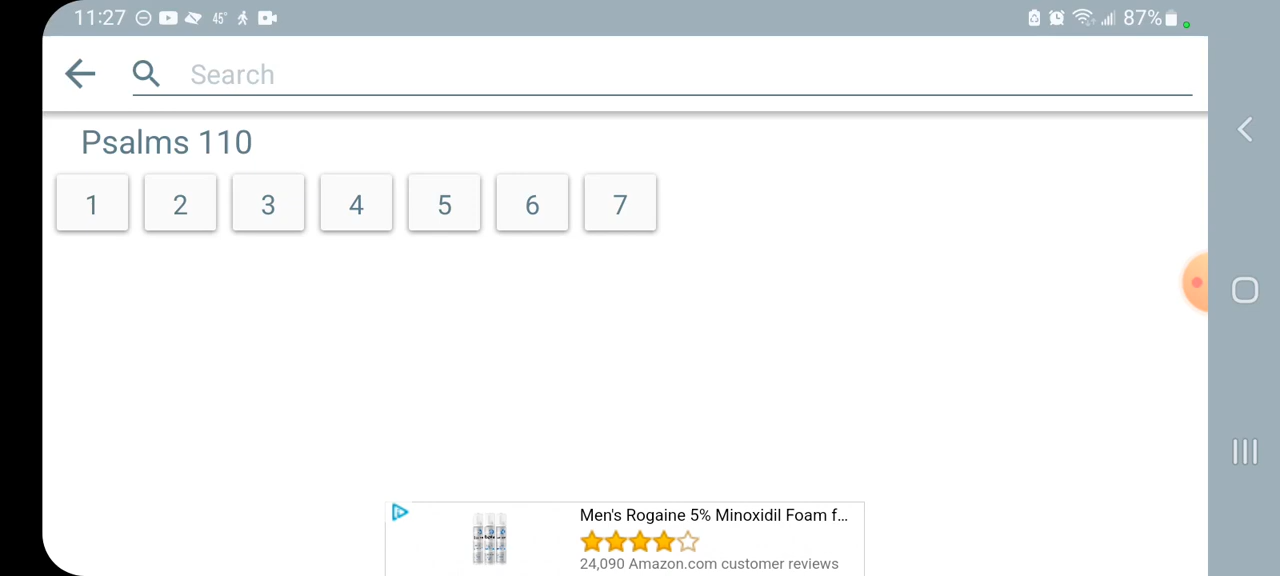 11:27 45° 87%
Search
Psalms 110
1 2 3 4 5 6 7
Men's Rogaine 5% Minoxidil Foam f...
24,090 Amazon.com customer reviews